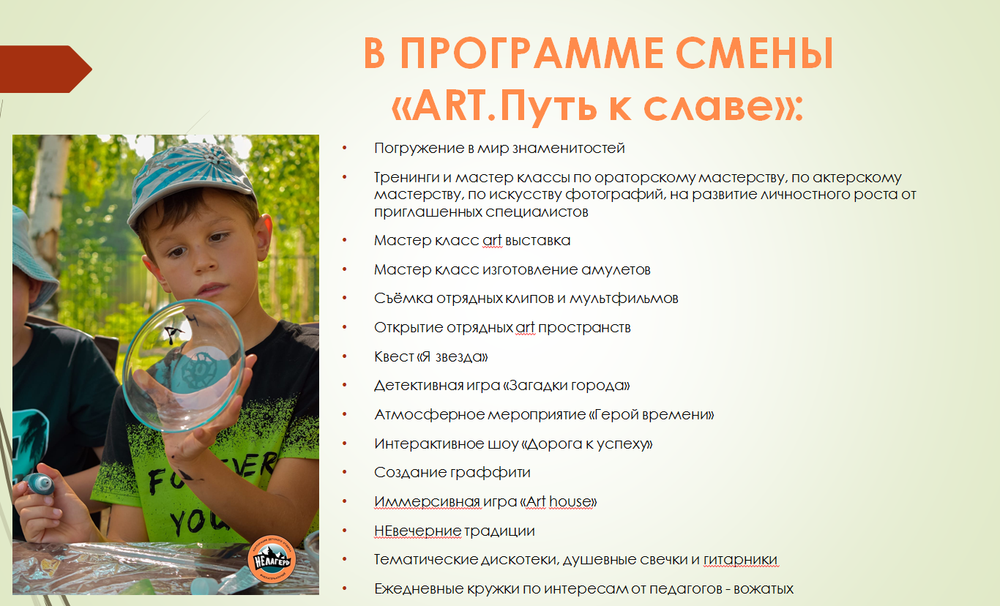 В ПРОГРАММЕ СМЕНЫ
«ART.Путь к славе»:
• Погружение в мир знаменитостей
• Тренинги и мастер классы по ораторскому мастерству, по актерскому
мастерству, по искусству фотографий, на развитие личностного роста от
приглашенных специалистов
• Мастер класс art выставка
• Мастер класс изготовление амулетов
• Съёмка отрядных клипов и мультфильмов
• Открытие отрядных art пространств
• Квест «Я звезда»
• Детективная игра «Загадки города»
• Атмосферное мероприятие «Герой времени»
• Интерактивное шоу «Дорога к успеху»
• Создание граффити
• Иммерсивная игра «Art house»
• НЕвечерние традиции
• Тематические дискотеки, душевные свечки и гитарники
• Ежедневные кружки по интересам от педагогов - вожатых
FOREVER
YOU
НЕЛАГЕРЬ